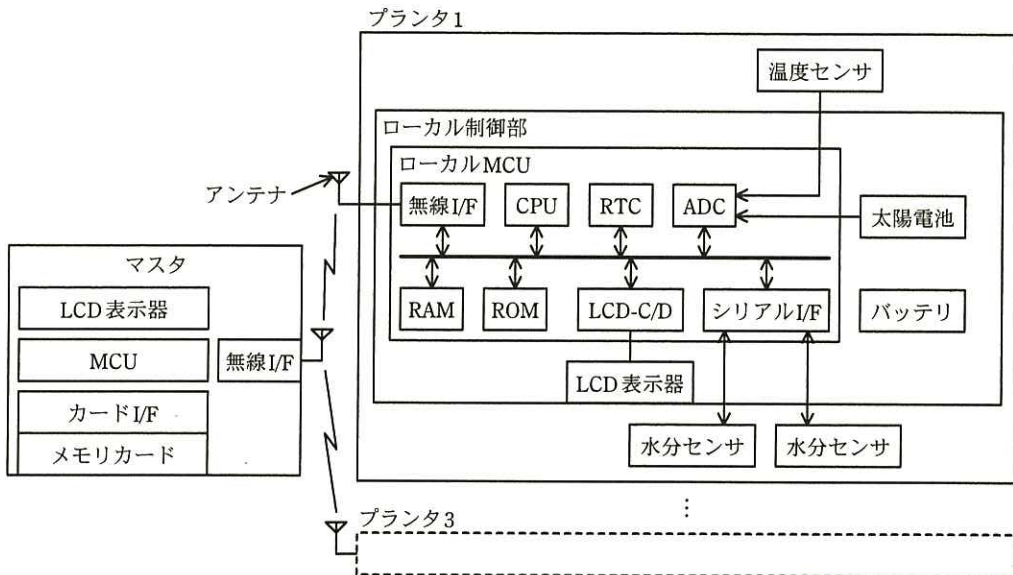 プランタ1
温度センサ
ローカル制御部
ローカルMCU
アンテナ
無線I/F
CPU
RTC
ADC
太陽電池
マスタ
LCD表示器
RAM
ROM
LCD-C/D
シリアルI/F
バッテリ
MCU
無線I/F
LCD表示器
カードI/F
メモリカード
水分センサ
水分センサ
⋮
プランタ3